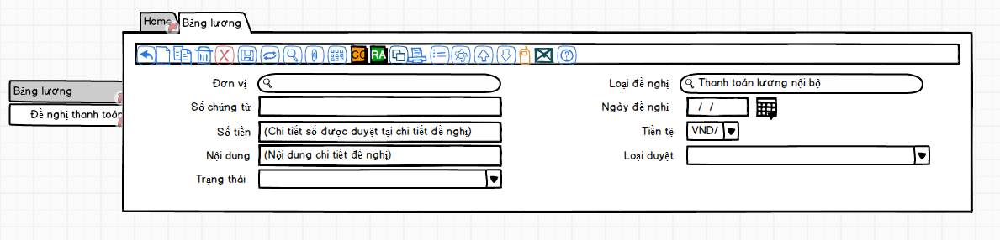 Home
Bảng lương
CC
RA
Bảng lương
Đề nghị thanh toán
Đơn vị
Loại đề nghị Thanh toán lương nội bộ
Số chứng từ
Ngày đề nghị / /
Số tiền (Chi tiết số được duyệt tại chi tiết đề nghị)
Tiền tệ VND/
Nội dung (Nội dung chi tiết đề nghị)
Loại duyệt
Trạng thái